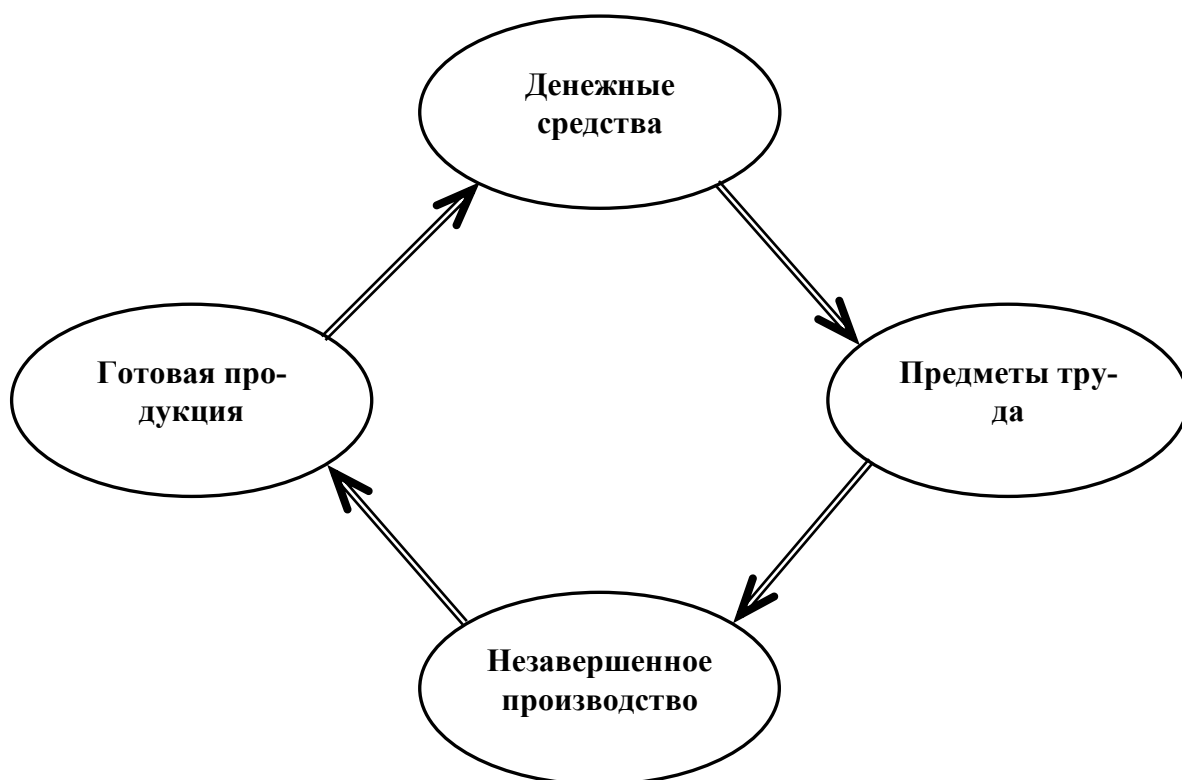 Денежные
средства
Готовая про-
дукция
Предметы тру-
да
Незавершенное
производство